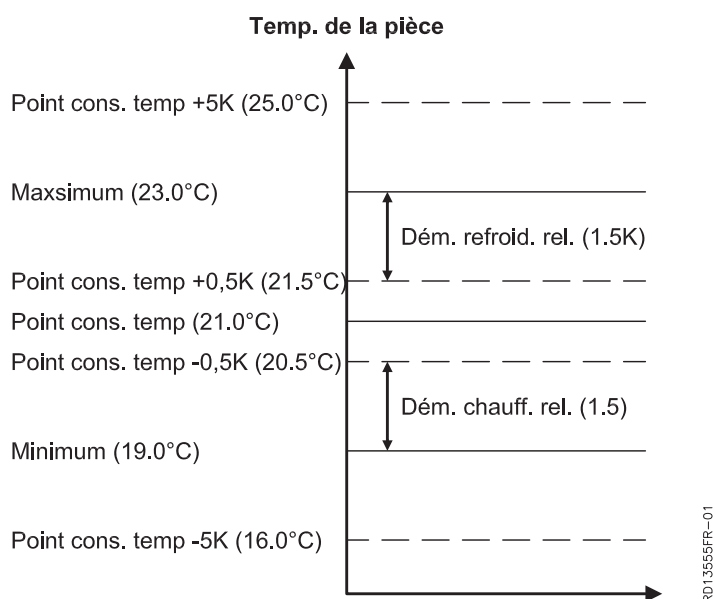 Temp. de la pièce
Point cons. temp +5K (25.0°C)
Maxsimum (23.0°C)
Dém. refroid. rel. (1.5K)
Point cons. temp +0,5K (21.5°C)
Point cons. temp (21.0°C)
Point cons. temp -0,5K (20.5°C)
Dém. chauff. rel. (1.5)
Minimum (19.0°C)
Point cons. temp -5K (16.0°C)
RD13555FR-01